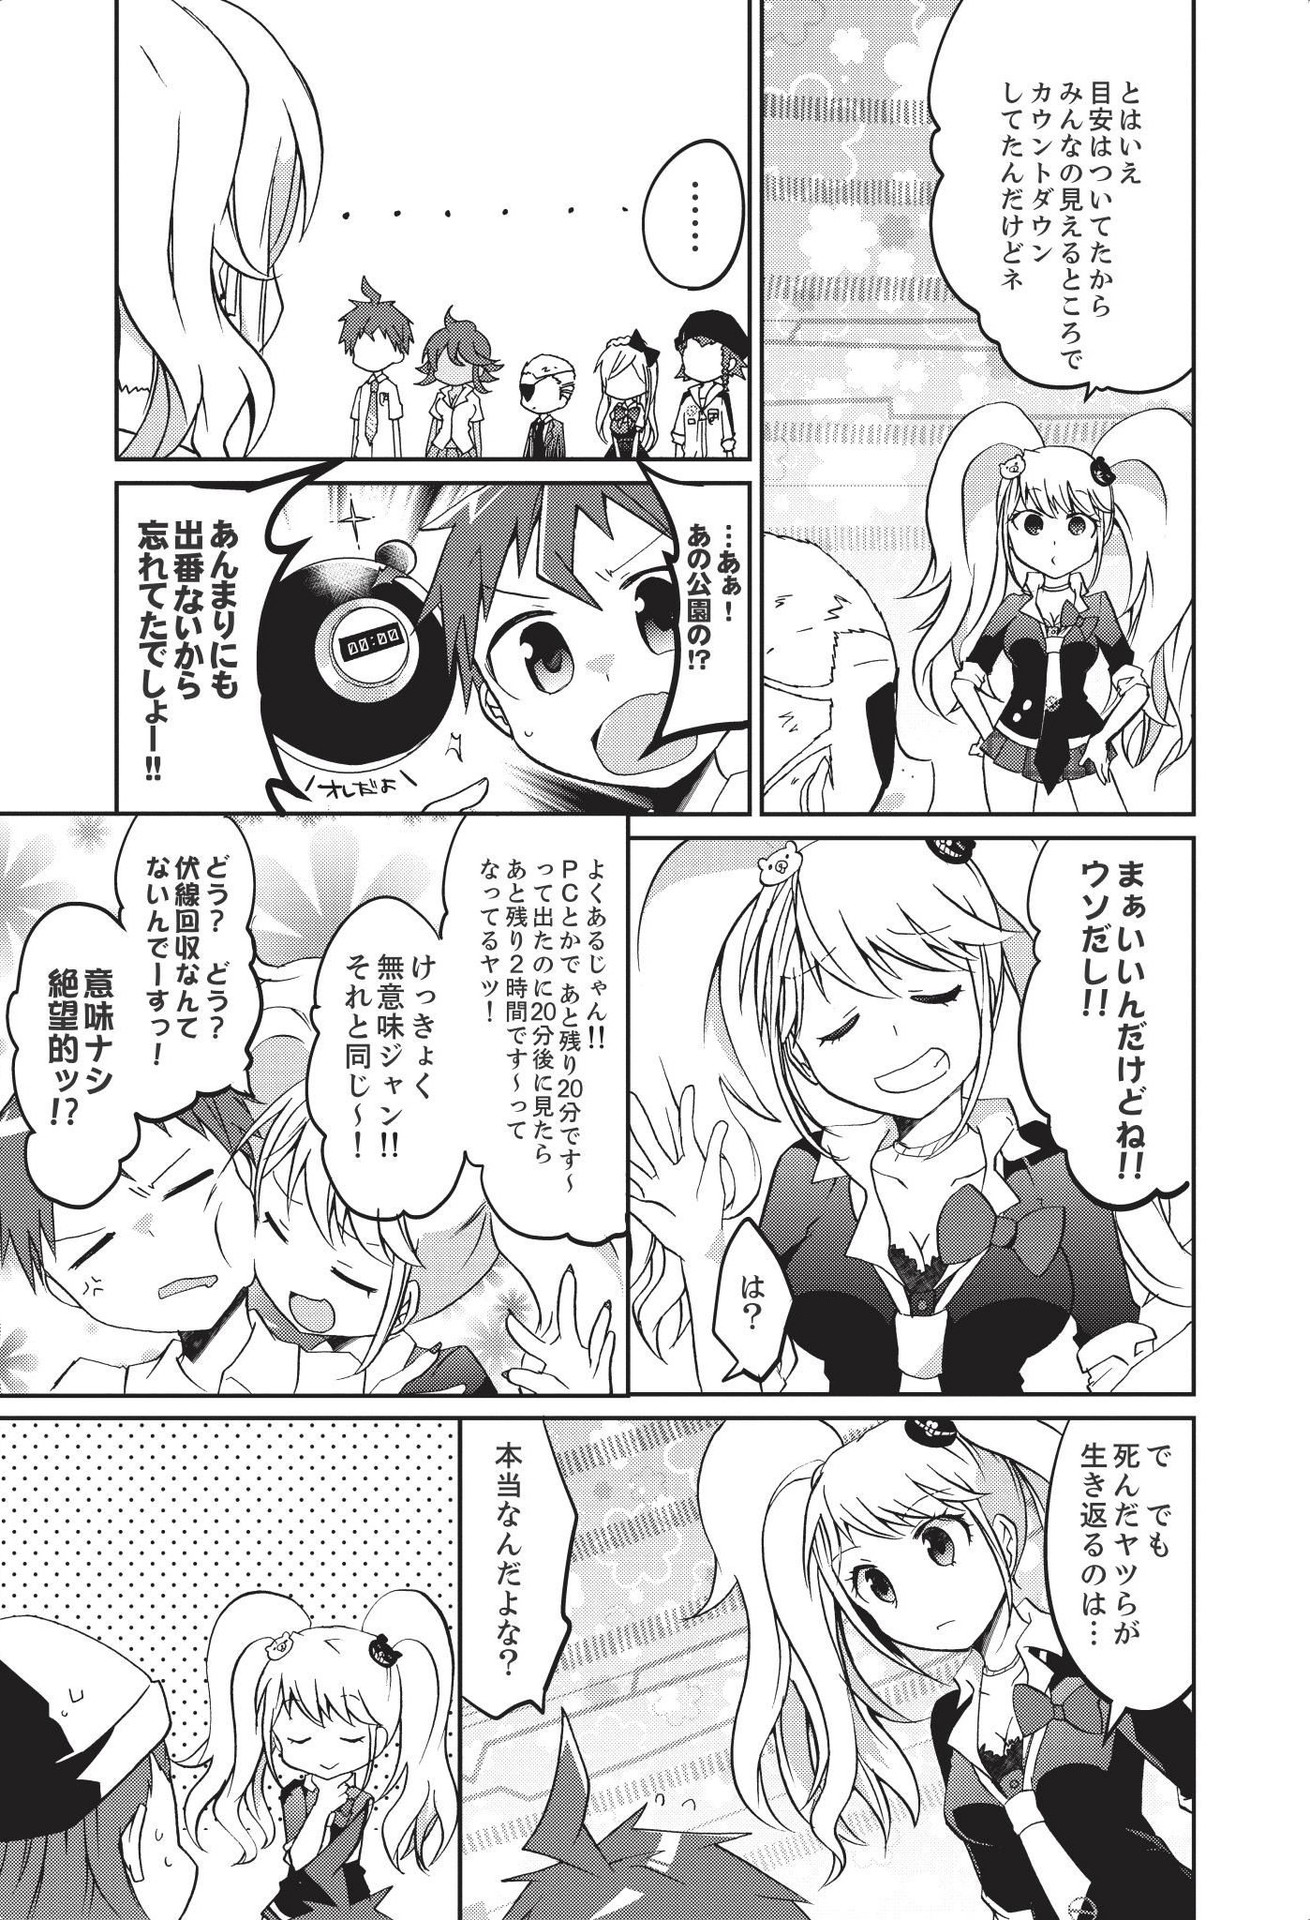 とはいえ
目安はついてたから
みんなの見えるところで
カウントダウン
してたんだけどネ
……
…あぁ！
あの公園の!?
00:00
オレだよ
あんまりにも
出番ないから
忘れてたでしょー!!
まぁいいんだけどね!!
ウソだし!!
は？
よくあるじゃん!!
PCとかであと残り20分です～
って出たのに20分後に見たら
あと残り2時間です～って
なってるヤツ！
けっきょく
無意味ジャン!!
それと同じ～！
どう？ どう？
伏線回収なんて
ないんでーすっ！
意味ナシ
絶望的ッ!?
で でも
死んだヤツらが
生き返るのは…
本当なんだよな？